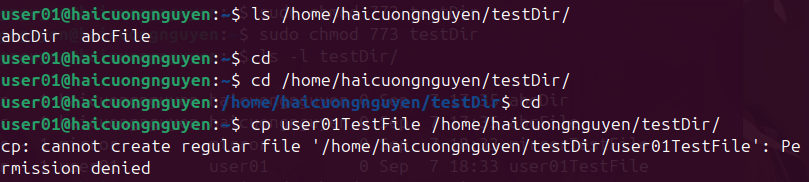 user01@haicuongnguyen:~$ ls /home/haicuongnguyen/testDir/
abcDir  abcFile
user01@haicuongnguyen:~$ cd
user01@haicuongnguyen:~$ cd /home/haicuongnguyen/testDir/
user01@haicuongnguyen:/home/haicuongnguyen/testDir$ cd
user01@haicuongnguyen:~$ cp user01TestFile /home/haicuongnguyen/testDir/
cp: cannot create regular file '/home/haicuongnguyen/testDir/user01TestFile': Pe
rmission denied